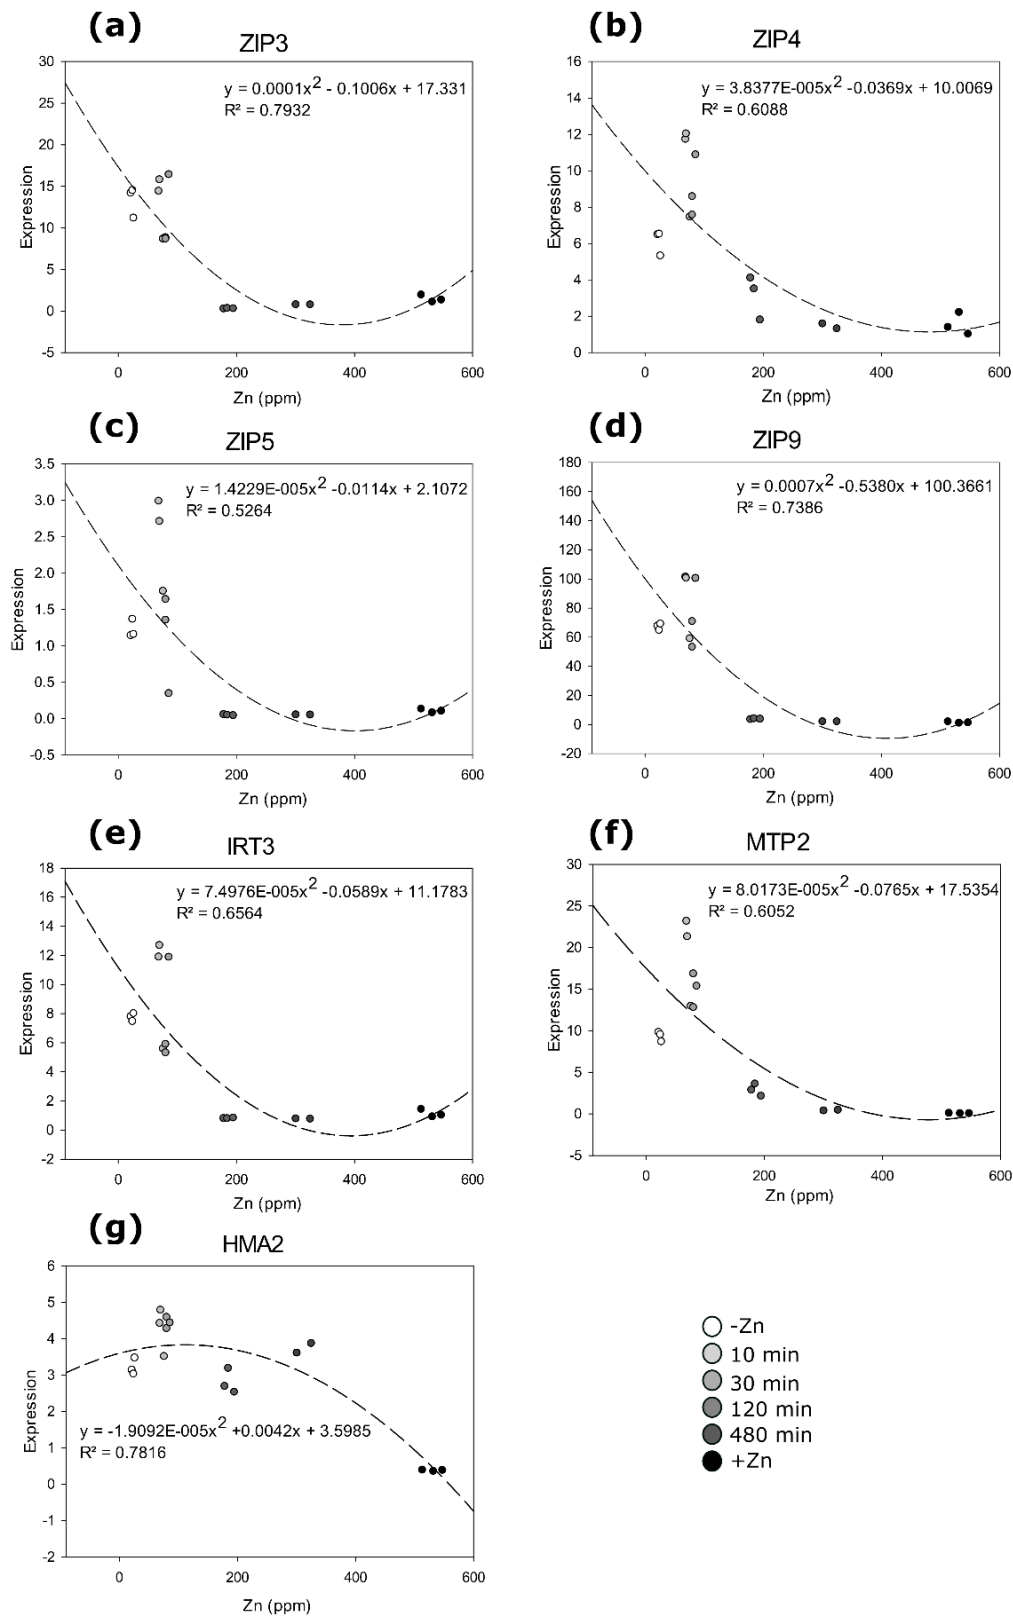 (a)
ZIP3
y = 0.0001x² - 0.1006x + 17.331
R² = 0.7932
30
25
20
15
10
5
0
-5
Expression
0
200
400
600
Zn (ppm)
(b)
ZIP4
y = 3.8377E-005x² -0.0369x + 10.0069
R² = 0.6088
16
14
12
10
8
6
4
2
0
Expression
0
200
400
600
Zn (ppm)
(c)
ZIP5
y = 1.4229E-005x² -0.0114x + 2.1072
R² = 0.5264
3.5
3.0
2.5
2.0
1.5
1.0
0.5
0.0
-0.5
Expression
0
200
400
600
Zn (ppm)
(d)
ZIP9
y = 0.0007x² -0.5380x + 100.3661
R² = 0.7386
180
160
140
120
100
80
60
40
20
0
-20
Expression
0
200
400
600
Zn (ppm)
(e)
IRT3
y = 7.4976E-005x² -0.0589x + 11.1783
R² = 0.6564
18
16
14
12
10
8
6
4
2
0
-2
Expression
0
200
400
600
Zn (ppm)
(f)
MTP2
y = 8.0173E-005x² -0.0765x + 17.5354
R² = 0.6052
30
25
20
15
10
5
0
-5
Expression
0
200
400
600
Zn (ppm)
(g)
HMA2
6
5
4
3
2
1
0
-1
-2
Expression
y = -1.9092E-005x² +0.0042x + 3.5985
R² = 0.7816
0
200
400
600
Zn (ppm)
-Zn
10 min
30 min
120 min
480 min
+Zn